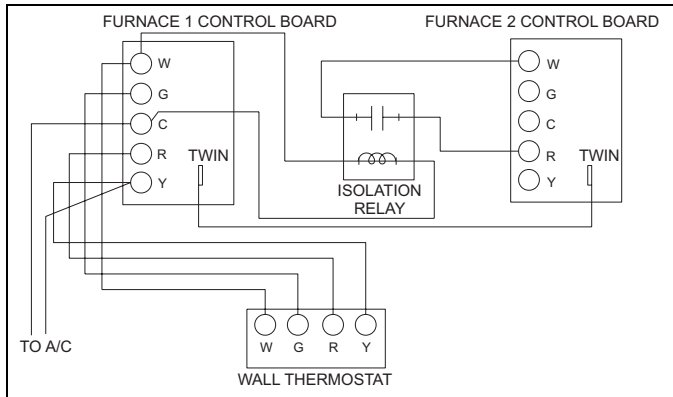 FURNACE 1 CONTROL BOARD
FURNACE 2 CONTROL BOARD
W
G
C
R
Y
TWIN
ISOLATION
RELAY
W
G
C
R
Y
TWIN
TO A/C
W G R Y
WALL THERMOSTAT